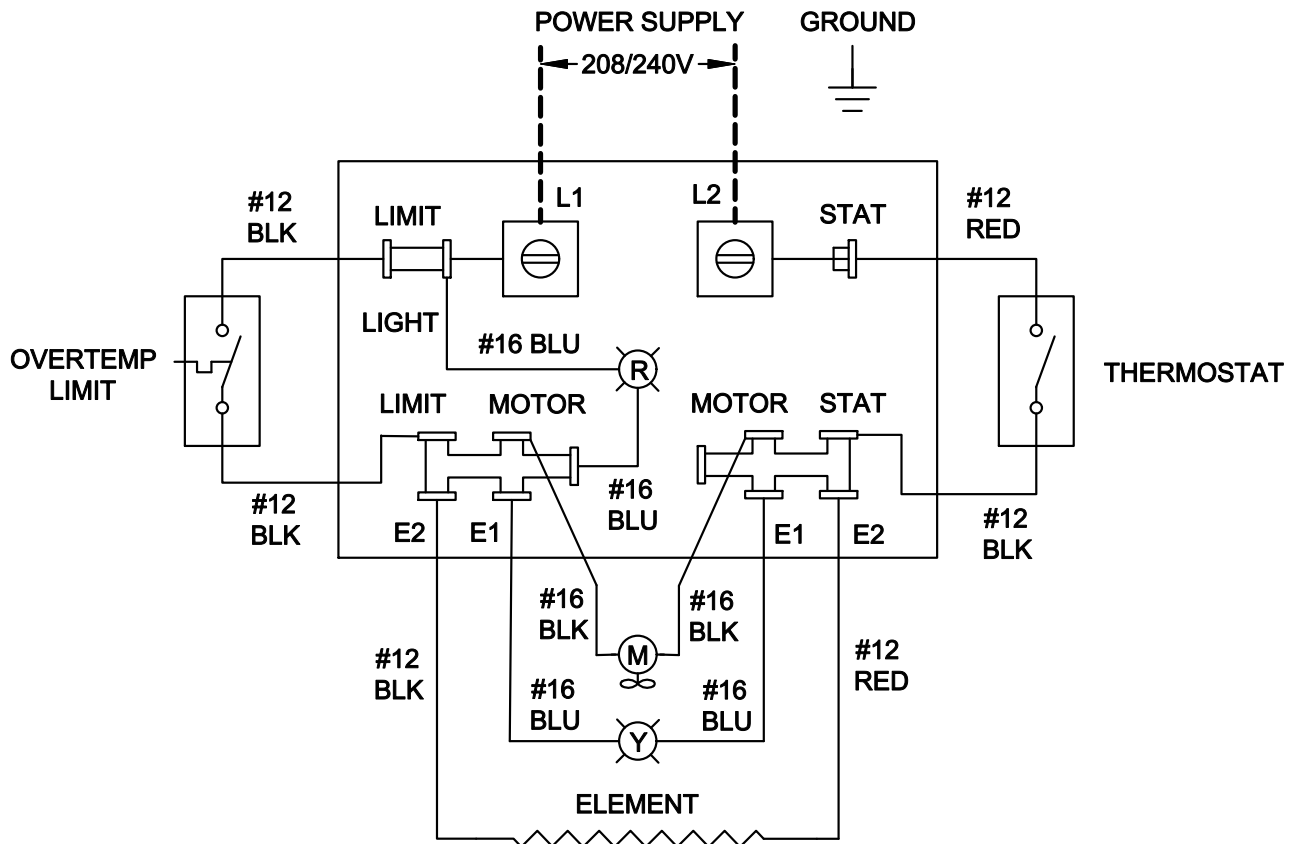 POWER SUPPLY
GROUND
208/240V
L1
L2
#12
BLK
LIMIT
STAT
#12
RED
LIGHT
#16 BLU
R
OVERTEMP
LIMIT
THERMOSTAT
LIMIT
MOTOR
MOTOR
STAT
#12
BLK
E2
E1
#16
BLU
E1
E2
#12
BLK
#16
BLK
#16
BLK
M
#12
BLK
#12
RED
#16
BLU
#16
BLU
Y
ELEMENT